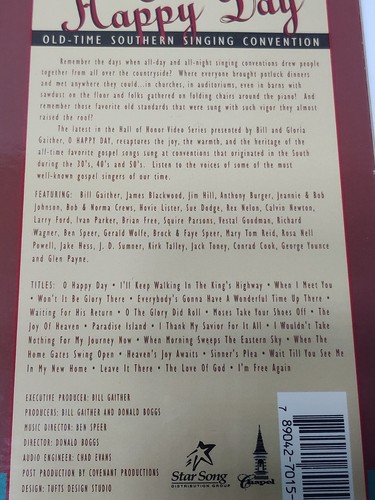 Happy Day
OLD-TIME SOUTHERN SINGING CONVENTION
Remember the days when all-day and all-night singing conventions drew people
together from all over the countryside? Where everyone brought potluck dinners
and met anywhere they could...in churches, in auditoriums, even in barns with
sawdust on the floor and folks gathered on folding chairs around the piano! And
remember those favorite old standards that were sung with such vigor they almost
raised the roof?
The latest in the Hall of Honor Video Series presented by Bill and Gloria
Gaither, O HAPPY DAY, recaptures the joy, the warmth, and the heritage of the
all-time favorite gospel songs sung at conventions that originated in the South
during the 30's, 40's and 50's. Listen to the voices of some of the most
well-known gospel singers of our time.
FEATURING: Bill Gaither, James Blackwood, Jim Hill, Anthony Burger, Jeannie & Bob
Johnson, Bob & Norma Crews, Hovie Lister, Sue Dodge, Rex Nelon, Calvin Newton,
Larry Ford, Ivan Parker, Brian Free, Squire Parsons, Vestal Goodman, Richard
Wagner, Ben Speer, Gerald Wolfe, Brock & Faye Speer, Mary Tom Reid, Rosa Nell
Powell, Jake Hess, J. D. Sumner, Kirk Talley, Jack Toney, Conrad Cook, George Younce
and Glen Payne.
TITLES: O Happy Day • I'll Keep Walking In The King's Highway • When I Meet You
• Won't It Be Glory There • Everybody's Gonna Have A Wonderful Time Up There •
Waiting For His Return • O The Glory Did Roll • Moses Take Your Shoes Off • The
Joy Of Heaven • Paradise Island • I Thank My Savior For It All • I Wouldn't Take
Nothing For My Journey Now • When Morning Sweeps The Eastern Sky • When The
Home Gates Swing Open • Heaven's Joy Awaits • Sinner's Plea • Wait Till You See Me
In My New Home • Leave It There • The Love Of God • I'm Free Again
EXECUTIVE PRODUCER: BILL GAITHER
PRODUCERS: BILL GAITHER AND DONALD BOGGS
MUSIC DIRECTOR: BEN SPEER
DIRECTOR: DONALD BOGGS
AUDIO ENGINEER: CHAD EVANS
POST PRODUCTION BY COVENANT PRODUCTIONS
DESIGN: TUFTS DESIGN STUDIO
StarSong
DISTRIBUTION GROUP
Chapel
7 89042-7015